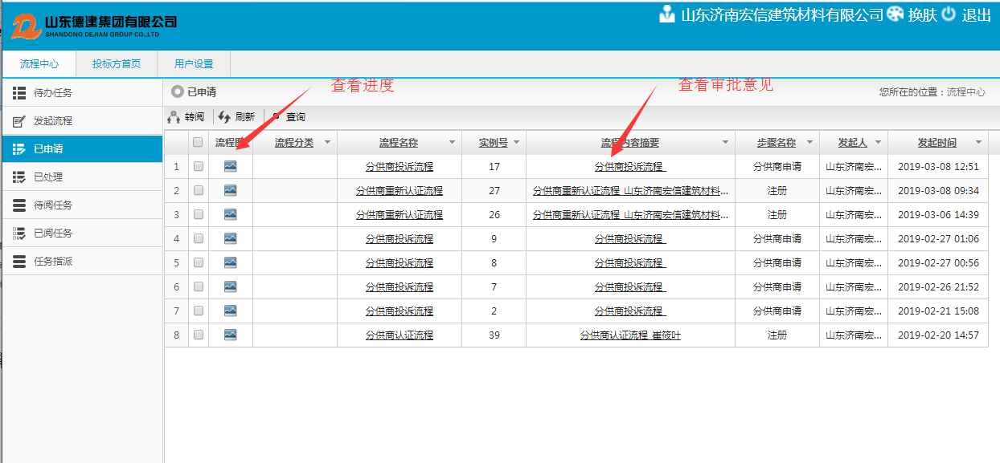 山东德建集团有限公司
SHANDONG DEJIAN GROUP CO.,LTD
山东济南宏信建筑材料有限公司 换肤 退出
流程中心 投标方首页 用户设置
待办任务
发起流程
已申请
已处理
待阅任务
已阅任务
任务指派
已申请 查看进度 查看审批意见 您所在的位置：流程中心
转阅 刷新 查询
流程图 流程分类 流程名称 实例号 流程内容摘要 步骤名称 发起人 发起时间
1 分供商投诉流程 17 分供商投诉流程 分供商申请 山东济南宏... 2019-03-08 12:51
2 分供商重新认证流程 27 分供商重新认证流程 山东济南宏信建筑材料... 注册 山东济南宏... 2019-03-08 09:34
3 分供商重新认证流程 26 分供商重新认证流程 山东济南宏信建筑材料... 注册 山东济南宏... 2019-03-06 14:39
4 分供商投诉流程 9 分供商投诉流程 分供商申请 山东济南宏... 2019-02-27 01:06
5 分供商投诉流程 8 分供商投诉流程 分供商申请 山东济南宏... 2019-02-27 00:56
6 分供商投诉流程 7 分供商投诉流程 分供商申请 山东济南宏... 2019-02-26 21:52
7 分供商投诉流程 2 分供商投诉流程 分供商申请 山东济南宏... 2019-02-21 15:08
8 分供商认证流程 39 分供商认证流程 崔筱叶 注册 山东济南宏... 2019-02-20 14:57